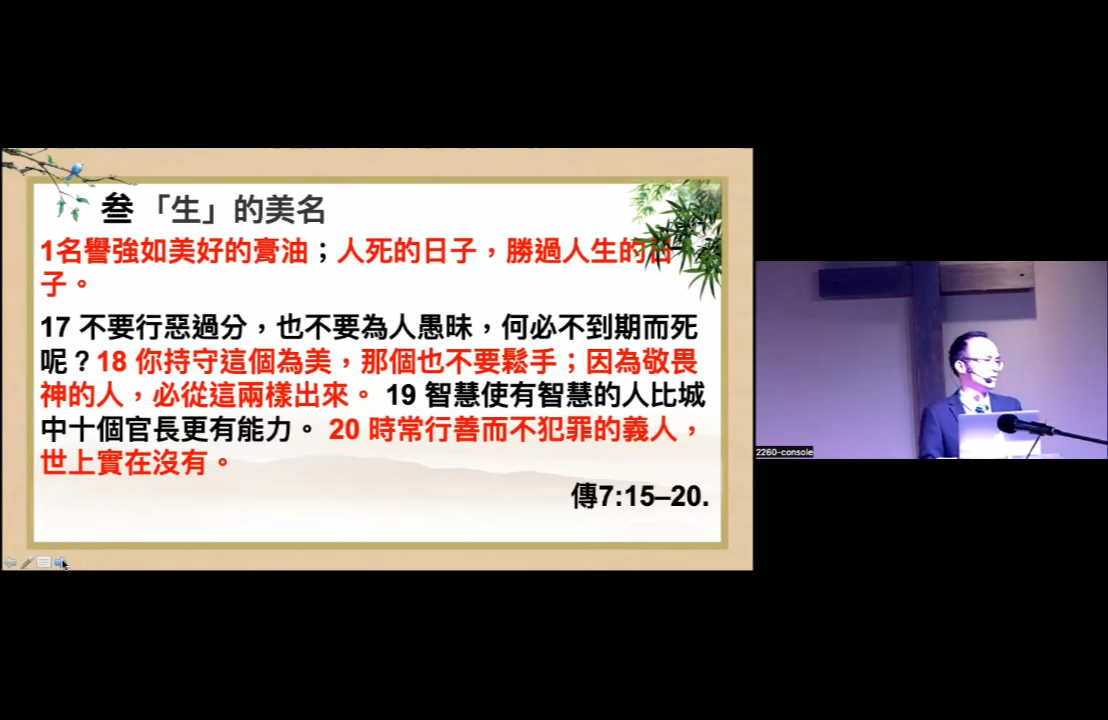 叁 「生」的美名
1名譽強如美好的膏油；人死的日子，勝過人生的日
子。
17 不要行惡過分，也不要為人愚昧，何必不到期而死
呢？18 你持守這個為美，那個也不要鬆手；因為敬畏
神的人，必從這兩樣出來。 19 智慧使有智慧的人比城
中十個官長更有能力。 20 時常行善而不犯罪的義人，
世上實在沒有。
傳7:15–20.
2260-console